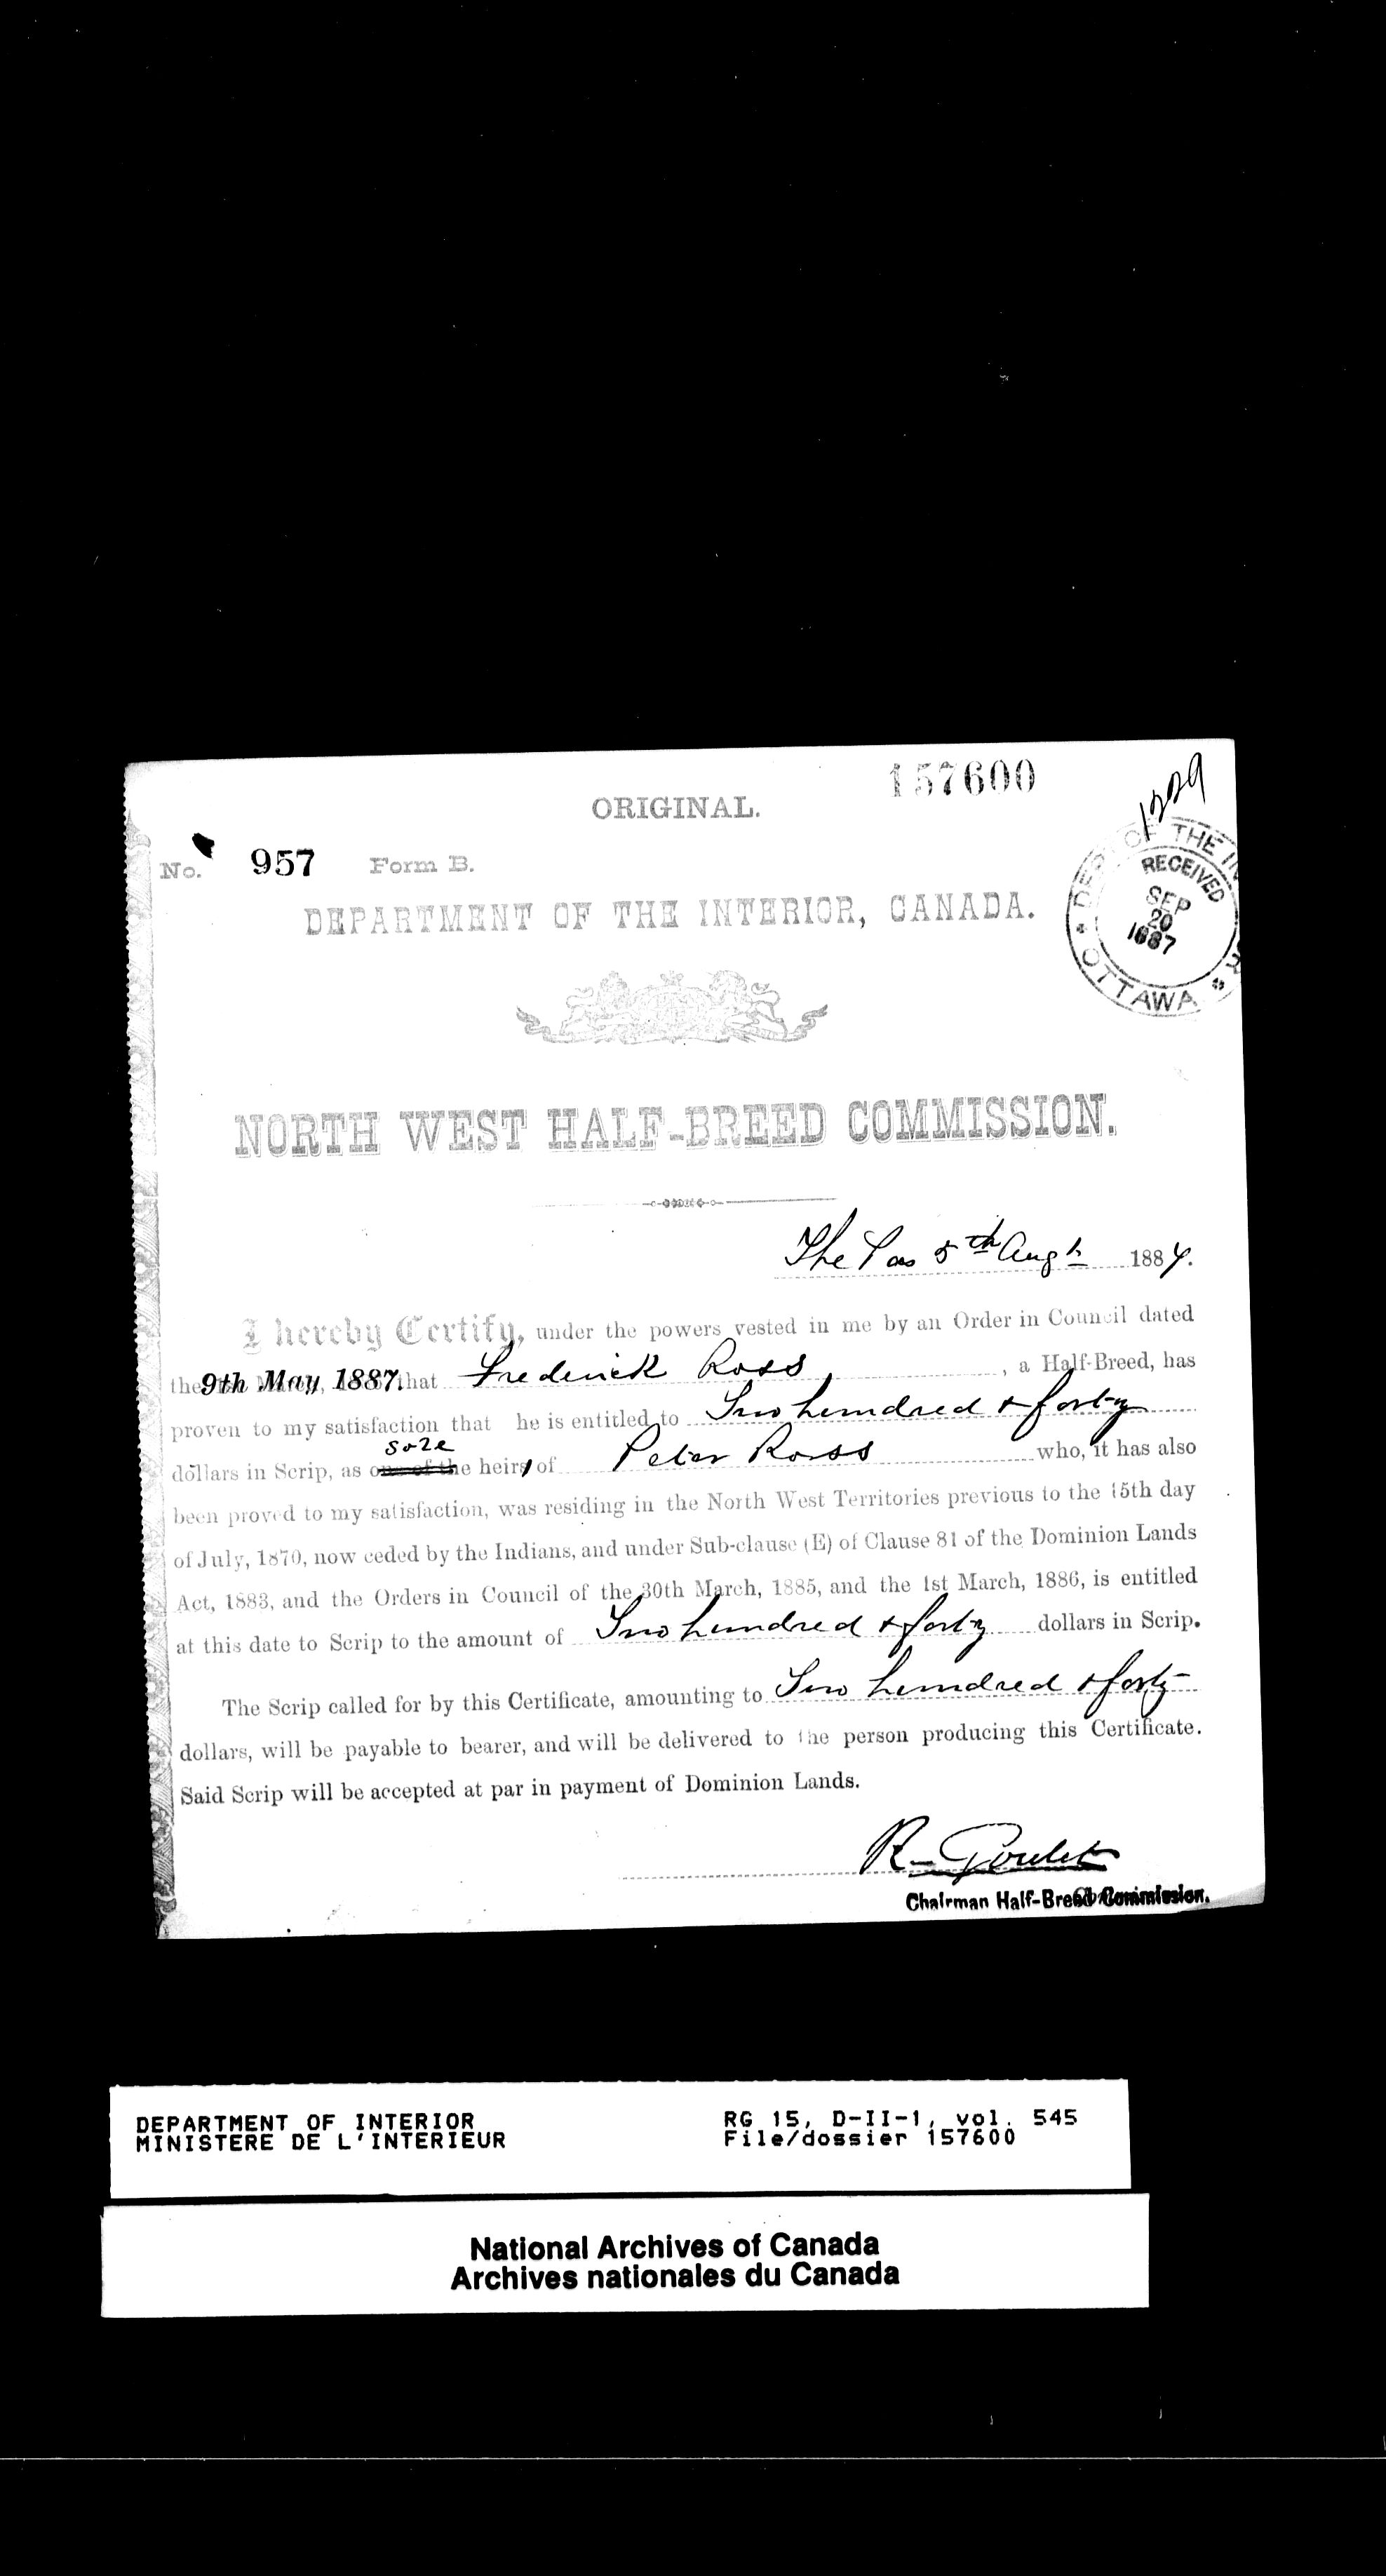 157600
ORIGINAL.
1229
No. 957 Form B.
DEPT OF THE IN OR OTTAWA
RECEIVED
SEP
20
1887
DEPARTMENT OF THE INTERIOR, CANADA.
NORTH WEST HALF-BREED COMMISSION.
The Pas 5th Augt 1887.
I hereby Certify, under the powers vested in me by an Order in Council dated
the 9th May, 1887. that Frederick Ross, a Half-Breed, has
proven to my satisfaction that he is entitled to Two hundred & forty
sole
dollars in Scrip, as one of the heirs of Peter Ross who, it has also
been proved to my satisfaction, was residing in the North West Territories previous to the 15th day
of July, 1870, now ceded by the Indians, and under Sub-clause (E) of Clause 81 of the Dominion Lands
Act, 1883, and the Orders in Council of the 30th March, 1885, and the 1st March, 1886, is entitled
at this date to Scrip to the amount of Two hundred & forty dollars in Scrip.
The Scrip called for by this Certificate, amounting to Two hundred & forty
dollars, will be payable to bearer, and will be delivered to the person producing this Certificate.
Said Scrip will be accepted at par in payment of Dominion Lands.
R. Goulet
Chairman Half-Breed Commission.
DEPARTMENT OF INTERIOR
MINISTERE DE L'INTERIEUR
RG 15, D-II-1, vol. 545
File/dossier 157600
National Archives of Canada
Archives nationales du Canada